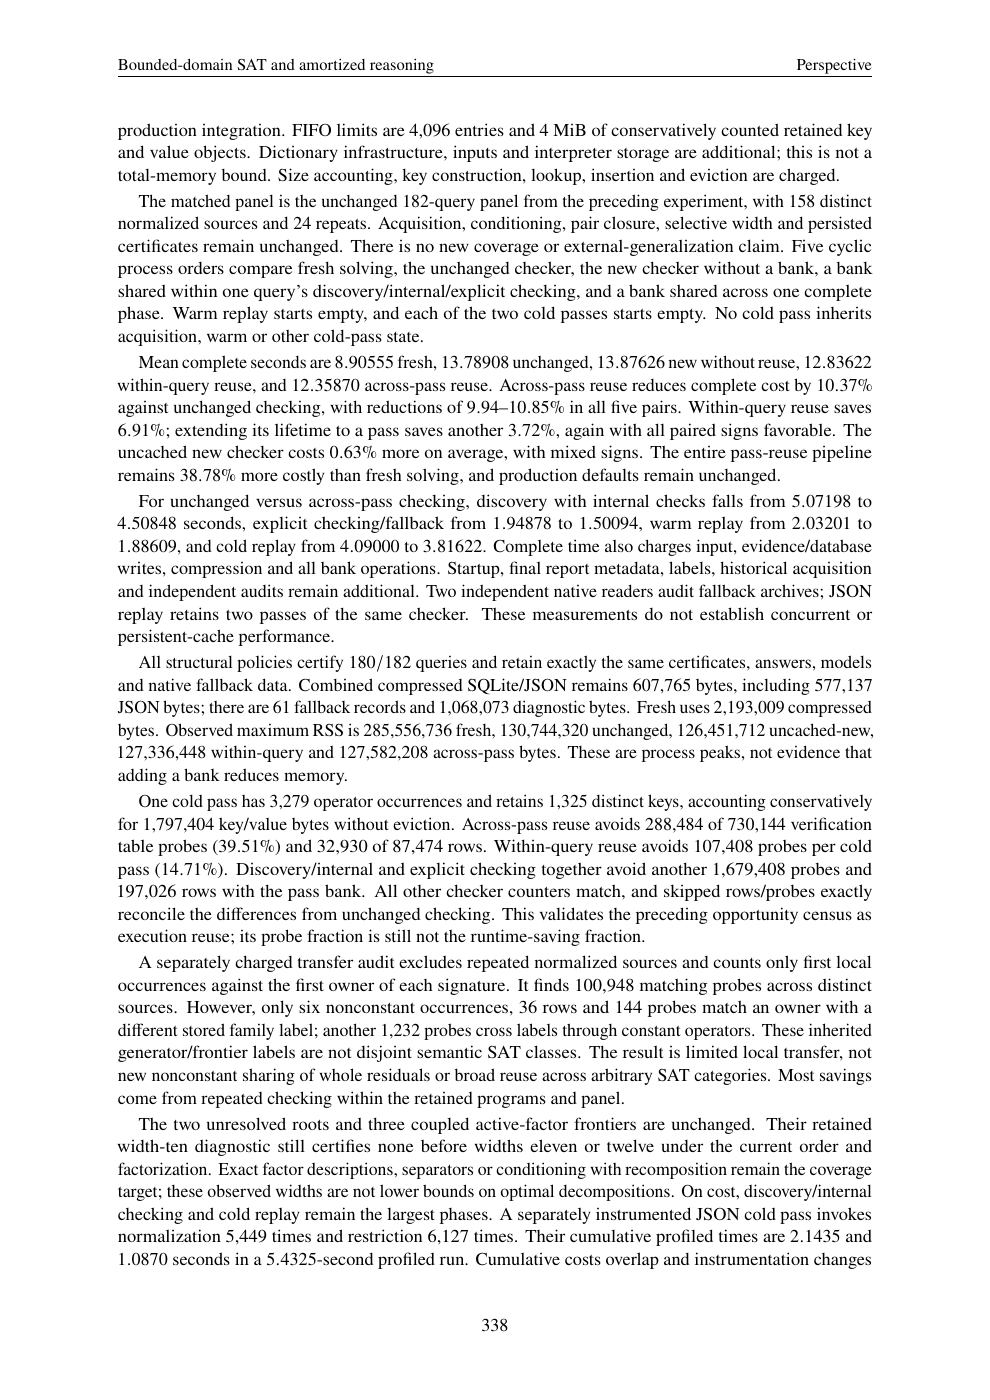 Bounded-domain SAT and amortized reasoning Perspective
production integration. FIFO limits are 4,096 entries and 4 MiB of conservatively counted retained key
and value objects. Dictionary infrastructure, inputs and interpreter storage are additional; this is not a
total-memory bound. Size accounting, key construction, lookup, insertion and eviction are charged.
The matched panel is the unchanged 182-query panel from the preceding experiment, with 158 distinct
normalized sources and 24 repeats. Acquisition, conditioning, pair closure, selective width and persisted
certificates remain unchanged. There is no new coverage or external-generalization claim. Five cyclic
process orders compare fresh solving, the unchanged checker, the new checker without a bank, a bank
shared within one query’s discovery/internal/explicit checking, and a bank shared across one complete
phase. Warm replay starts empty, and each of the two cold passes starts empty. No cold pass inherits
acquisition, warm or other cold-pass state.
Mean complete seconds are 8.90555 fresh, 13.78908 unchanged, 13.87626 new without reuse, 12.83622
within-query reuse, and 12.35870 across-pass reuse. Across-pass reuse reduces complete cost by 10.37%
against unchanged checking, with reductions of 9.94–10.85% in all five pairs. Within-query reuse saves
6.91%; extending its lifetime to a pass saves another 3.72%, again with all paired signs favorable. The
uncached new checker costs 0.63% more on average, with mixed signs. The entire pass-reuse pipeline
remains 38.78% more costly than fresh solving, and production defaults remain unchanged.
For unchanged versus across-pass checking, discovery with internal checks falls from 5.07198 to
4.50848 seconds, explicit checking/fallback from 1.94878 to 1.50094, warm replay from 2.03201 to
1.88609, and cold replay from 4.09000 to 3.81622. Complete time also charges input, evidence/database
writes, compression and all bank operations. Startup, final report metadata, labels, historical acquisition
and independent audits remain additional. Two independent native readers audit fallback archives; JSON
replay retains two passes of the same checker. These measurements do not establish concurrent or
persistent-cache performance.
All structural policies certify 180/182 queries and retain exactly the same certificates, answers, models
and native fallback data. Combined compressed SQLite/JSON remains 607,765 bytes, including 577,137
JSON bytes; there are 61 fallback records and 1,068,073 diagnostic bytes. Fresh uses 2,193,009 compressed
bytes. Observed maximum RSS is 285,556,736 fresh, 130,744,320 unchanged, 126,451,712 uncached-new,
127,336,448 within-query and 127,582,208 across-pass bytes. These are process peaks, not evidence that
adding a bank reduces memory.
One cold pass has 3,279 operator occurrences and retains 1,325 distinct keys, accounting conservatively
for 1,797,404 key/value bytes without eviction. Across-pass reuse avoids 288,484 of 730,144 verification
table probes (39.51%) and 32,930 of 87,474 rows. Within-query reuse avoids 107,408 probes per cold
pass (14.71%). Discovery/internal and explicit checking together avoid another 1,679,408 probes and
197,026 rows with the pass bank. All other checker counters match, and skipped rows/probes exactly
reconcile the differences from unchanged checking. This validates the preceding opportunity census as
execution reuse; its probe fraction is still not the runtime-saving fraction.
A separately charged transfer audit excludes repeated normalized sources and counts only first local
occurrences against the first owner of each signature. It finds 100,948 matching probes across distinct
sources. However, only six nonconstant occurrences, 36 rows and 144 probes match an owner with a
different stored family label; another 1,232 probes cross labels through constant operators. These inherited
generator/frontier labels are not disjoint semantic SAT classes. The result is limited local transfer, not
new nonconstant sharing of whole residuals or broad reuse across arbitrary SAT categories. Most savings
come from repeated checking within the retained programs and panel.
The two unresolved roots and three coupled active-factor frontiers are unchanged. Their retained
width-ten diagnostic still certifies none before widths eleven or twelve under the current order and
factorization. Exact factor descriptions, separators or conditioning with recomposition remain the coverage
target; these observed widths are not lower bounds on optimal decompositions. On cost, discovery/internal
checking and cold replay remain the largest phases. A separately instrumented JSON cold pass invokes
normalization 5,449 times and restriction 6,127 times. Their cumulative profiled times are 2.1435 and
1.0870 seconds in a 5.4325-second profiled run. Cumulative costs overlap and instrumentation changes
338